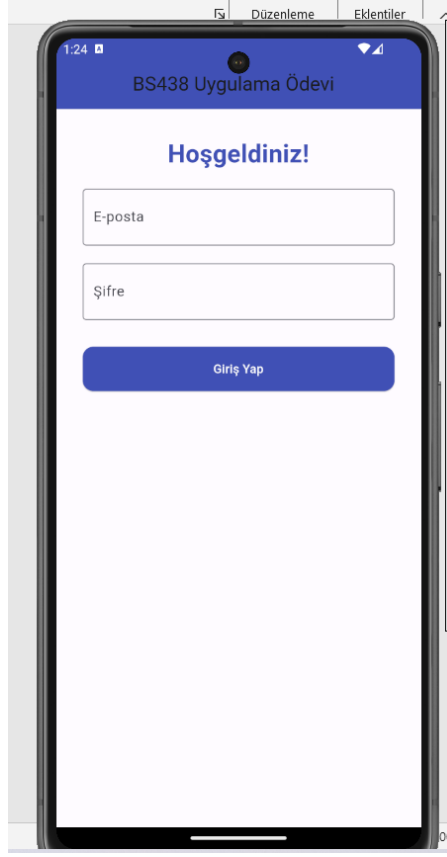 Düzenleme
Eklentiler
1:24
BS438 Uygulama Ödevi
Hoşgeldiniz!
E-posta
Şifre
Giriş Yap